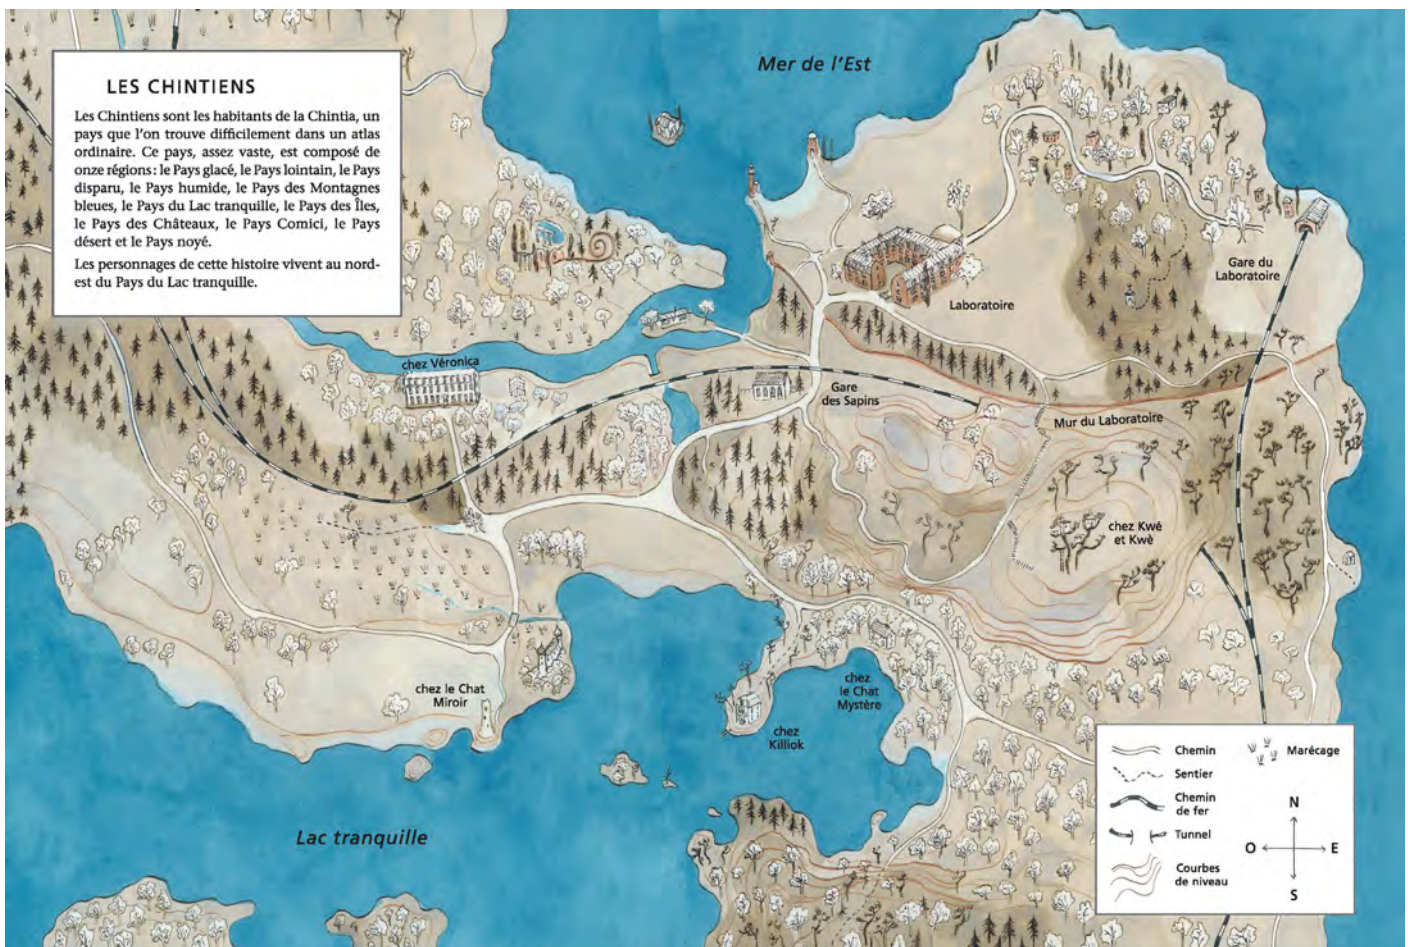 LES CHINTIENS
Les Chintiens sont les habitants de la Chintia, un
pays que l'on trouve difficilement dans un atlas
ordinaire. Ce pays, assez vaste, est composé de
onze régions : le Pays glacé, le Pays lointain, le Pays
disparu, le Pays humide, le Pays des Montagnes
bleues, le Pays du Lac tranquille, le Pays des Îles,
le Pays des Châteaux, le Pays Comici, le Pays
désert et le Pays noyé.
Les personnages de cette histoire vivent au nord-
est du Pays du Lac tranquille.
Mer de l'Est
Gare du
Laboratoire
Laboratoire
chez Véronica
Gare
des Sapins
Mur du Laboratoire
chez Kwé
et Kwè
chez le Chat
Miroir
chez
le Chat
Mystère
chez
Killiok
Lac tranquille
Chemin
Sentier
Chemin
de fer
Tunnel
Courbes
de niveau
Marécage
N
O
E
S